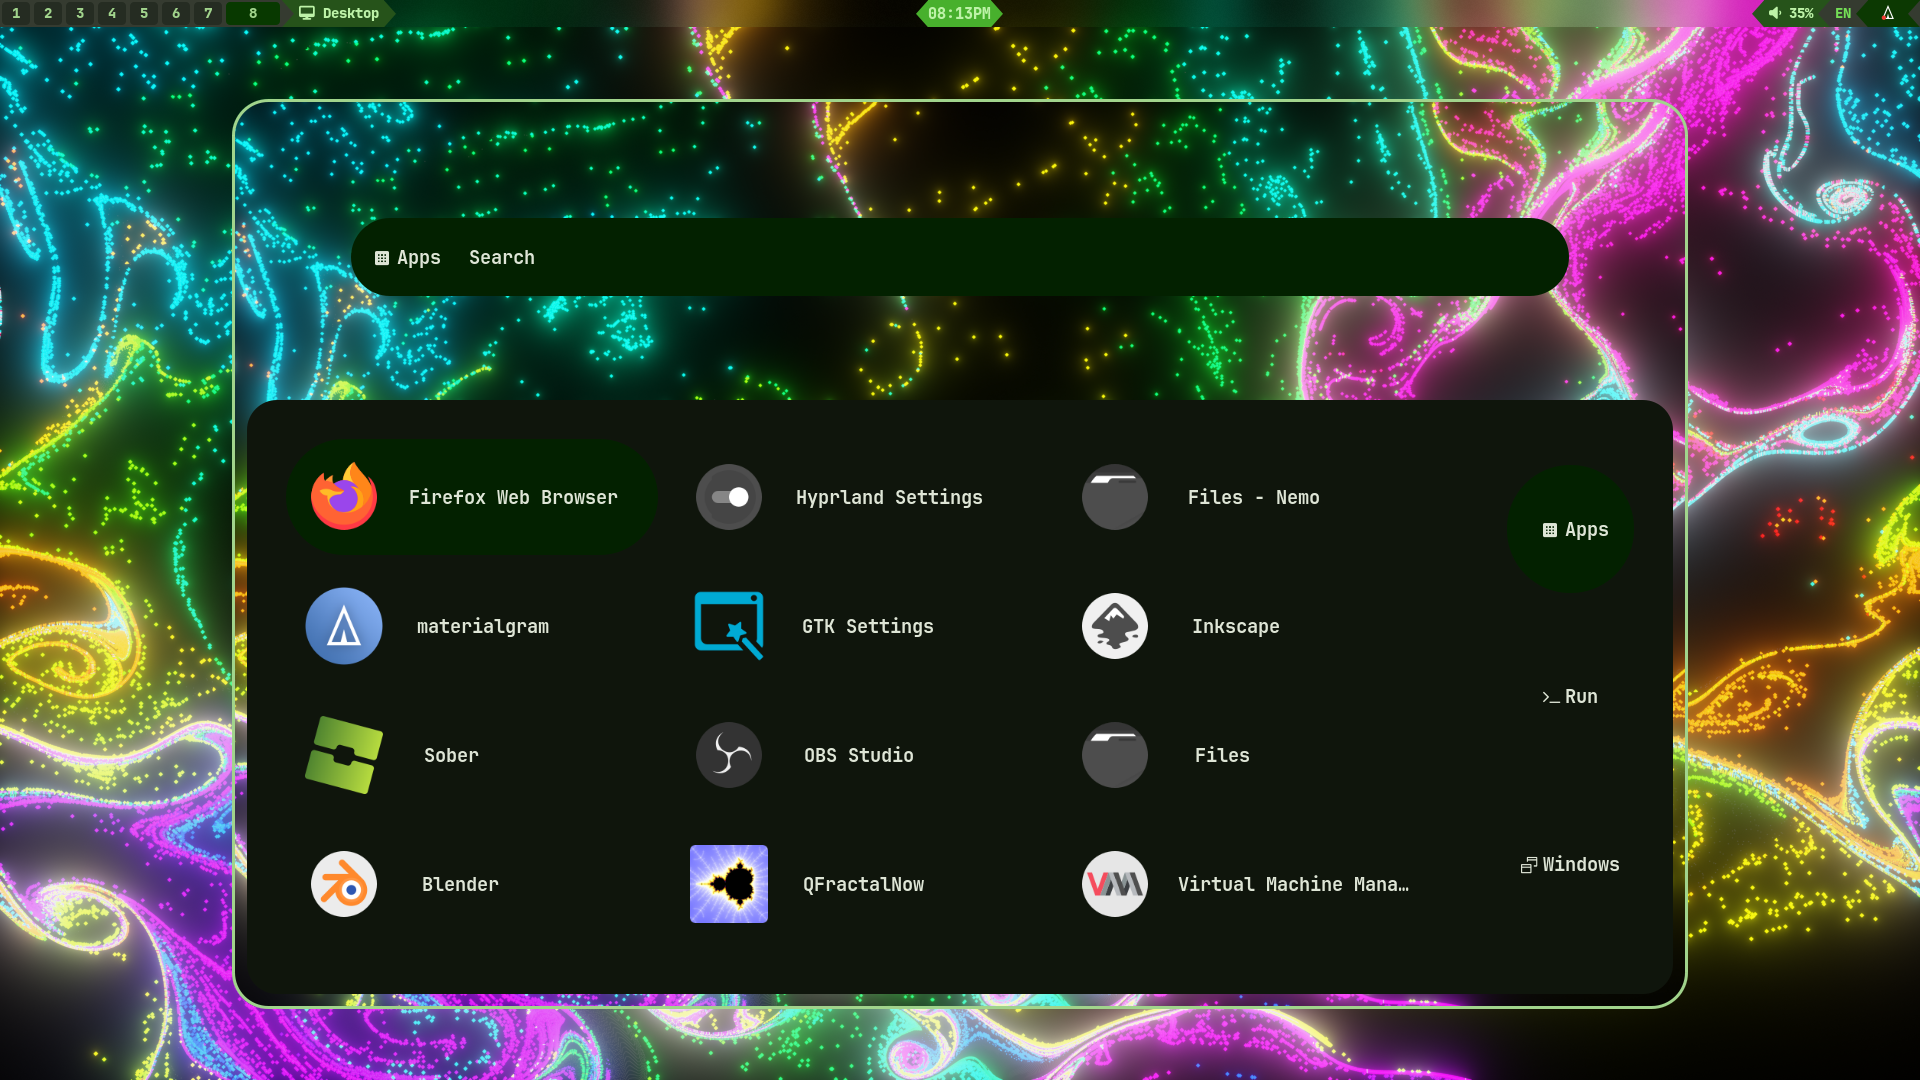 1 2 3 4 5 6 7 8 Desktop 08:13PM 35% EN
Apps Search
Firefox Web Browser Hyprland Settings Files - Nemo
Apps
materialgram GTK Settings Inkscape
Run
Sober OBS Studio Files
Windows
Blender QFractalNow Virtual Machine Mana…